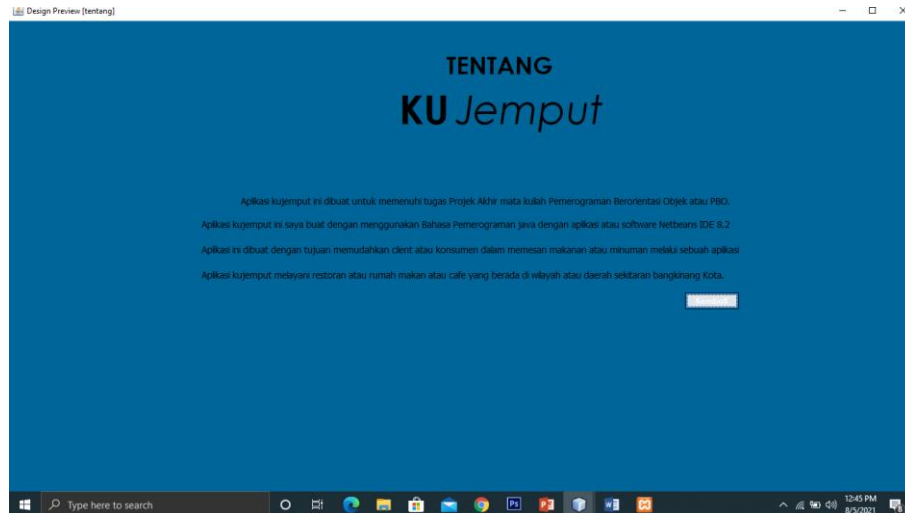 Design Preview [tentang]
TENTANG
KU Jemput
Aplikasi kujemput ini dibuat untuk memenuhi tugas Projek Akhr mata kuliah Pemerograman Berorientasi Objek atau PBO.
Aplikasi kujemput ini saya buat dengan menggunakan Bahasa Pemerograman java dengan aplikasi atau software Netbeans IDE 8.2
Aplikasi ini dibuat dengan tujuan memudahkan client atau konsumen dalam memesan makanan atau minuman melalui sebuah aplikasi
Aplikasi kujemput melayani restoran atau rumah makan atau cafe yang berada di wilayah atau daerah sekitaran bangkinang Kota.
Type here to search
12:45 PM
8/5/2021